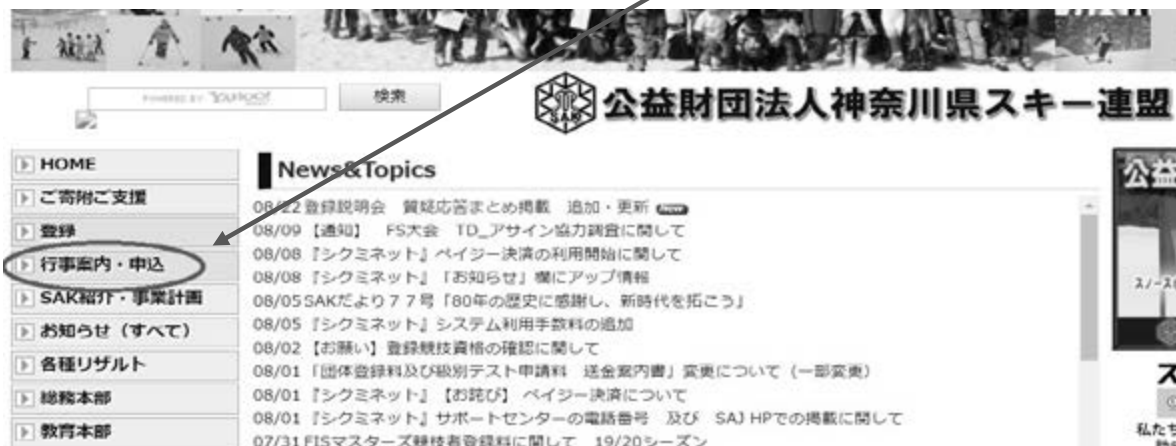 POWERED BY YAHOO!
検索
SAK
公益財団法人神奈川県スキー連盟
HOME
ご寄附ご支援
登録
行事案内・申込
SAK紹介・事業計画
お知らせ（すべて）
各種リザルト
総務本部
教育本部
News&Topics
08/22 登録説明会　質疑応答まとめ掲載　追加・更新 New
08/09 【通知】　FS大会　TD_アサイン協力調査に関して
08/08 『シクミネット』ペイジー決済の利用開始に関して
08/08 『シクミネット』「お知らせ」欄にアップ情報
08/05 SAKだより７７号「80年の歴史に感謝し、新時代を拓こう」
08/05 『シクミネット』システム利用手数料の追加
08/02 【お願い】登録競技資格の確認に関して
08/01 「団体登録料及び級別テスト申請料　送金案内書」変更について（一部変更）
08/01 『シクミネット』【お詫び】　ペイジー決済について
08/01 『シクミネット』サポートセンターの電話番号　及び　SAJ HPでの掲載に関して
07/31 FISマスターズ競技者登録料に関して　19/20シーズン
公益
ス
私たち